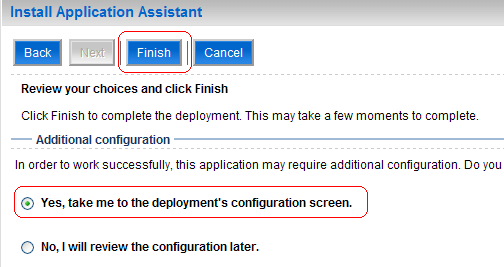 Install Application Assistant
Back Next Finish Cancel
Review your choices and click Finish
Click Finish to complete the deployment. This may take a few moments to complete.
Additional configuration
In order to work successfully, this application may require additional configuration. Do you
Yes, take me to the deployment's configuration screen.
No, I will review the configuration later.